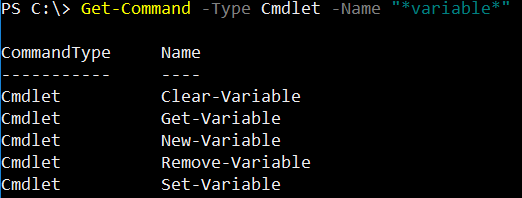 PS C:\> Get-Command -Type Cmdlet -Name "*variable*"
CommandType     Name
-----------     ----
Cmdlet          Clear-Variable
Cmdlet          Get-Variable
Cmdlet          New-Variable
Cmdlet          Remove-Variable
Cmdlet          Set-Variable